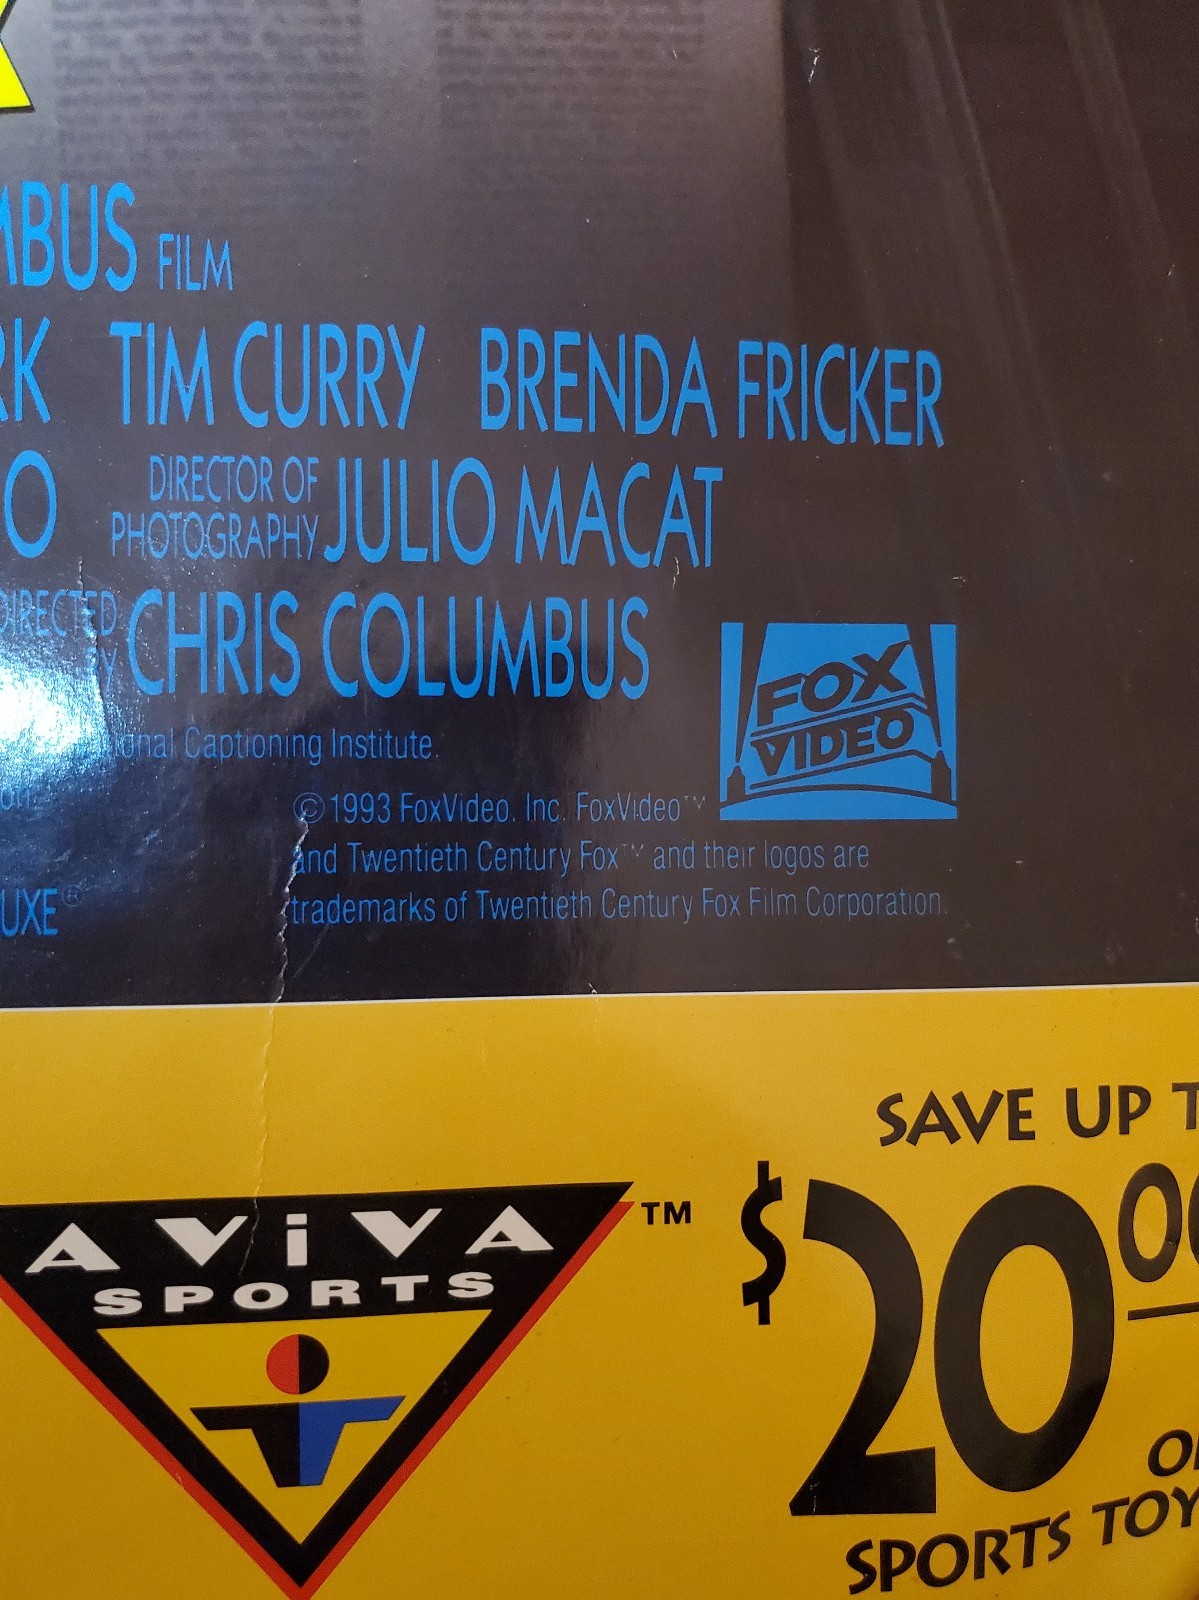 MBUS FILM
RK TIM CURRY BRENDA FRICKER
O DIRECTOR OF PHOTOGRAPHY JULIO MACAT
DIRECTED BY CHRIS COLUMBUS
onal Captioning Institute.
FOX
VIDEO
© 1993 FoxVideo, Inc. FoxVideo™
and Twentieth Century Fox™ and their logos are
UXE® trademarks of Twentieth Century Fox Film Corporation.
SAVE UP T
$20.00
AViVA ™
SPORTS
SPORTS TOY